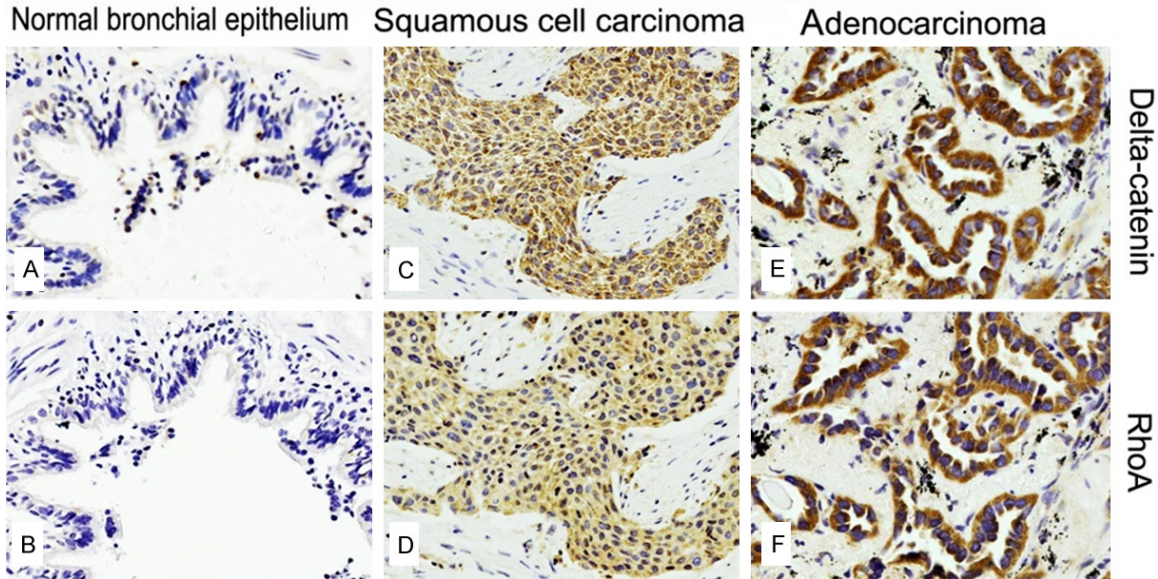 Normal bronchial epithelium
Squamous cell carcinoma
Adenocarcinoma
A
C
E
Delta-catenin
B
D
F
RhoA